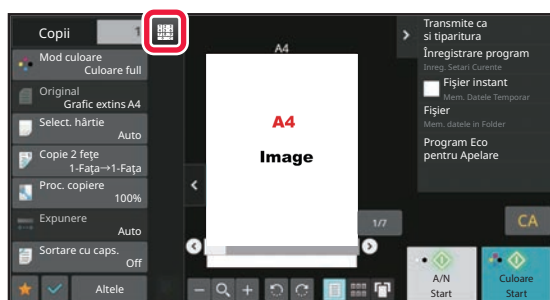 Copii
1
Mod culoare
Culoare full
Original
Grafic extins A4
Select. hârtie
Auto
Copie 2 fețe
1-Fața→1-Fața
Proc. copiere
100%
Expunere
Auto
Sortare cu caps.
Off
Altele
A4
A4
Image
1/7
Transmite ca
si tiparitura
Înregistrare program
Inreg. Setari Curente
Fișier instant
Mem. Datele Temporar
Fișier
Mem. datele in Folder
Program Eco
pentru Apelare
CA
A/N
Start
Culoare
Start